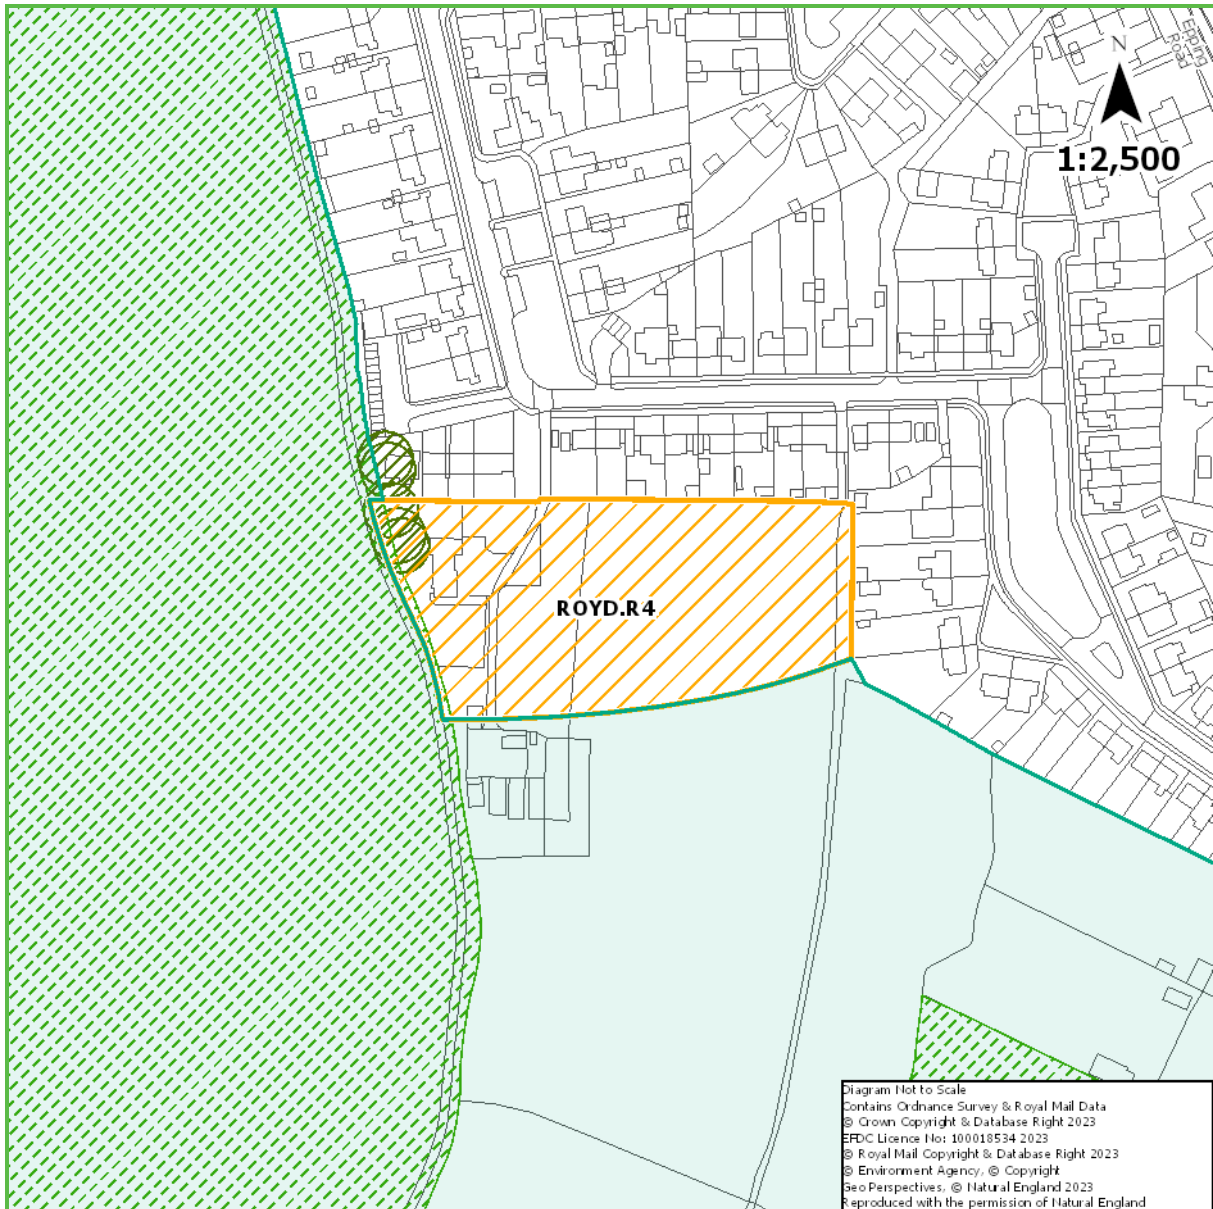 Epping
Road
N
1:2,500
ROYD.R4
Diagram Not to Scale
Contains Ordnance Survey & Royal Mail Data
© Crown Copyright & Database Right 2023
EFDC Licence No: 100018534 2023
© Royal Mail Copyright & Database Right 2023
© Environment Agency, © Copyright
Geo Perspectives, © Natural England 2023
Reproduced with the permission of Natural England